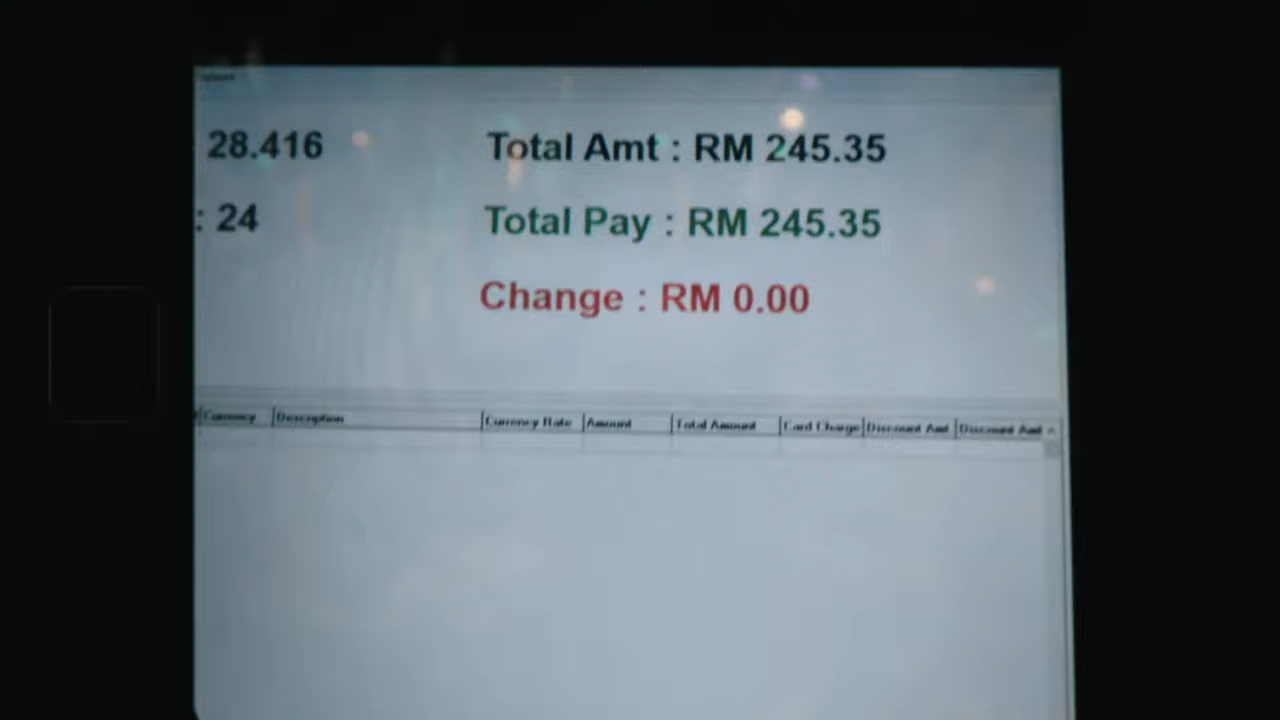 28.416
Total Amt : RM 245.35
: 24
Total Pay : RM 245.35
Change : RM 0.00
Currency Description Currency Rate Amount Total Amount Card Charge Discount Amt Discount Amt